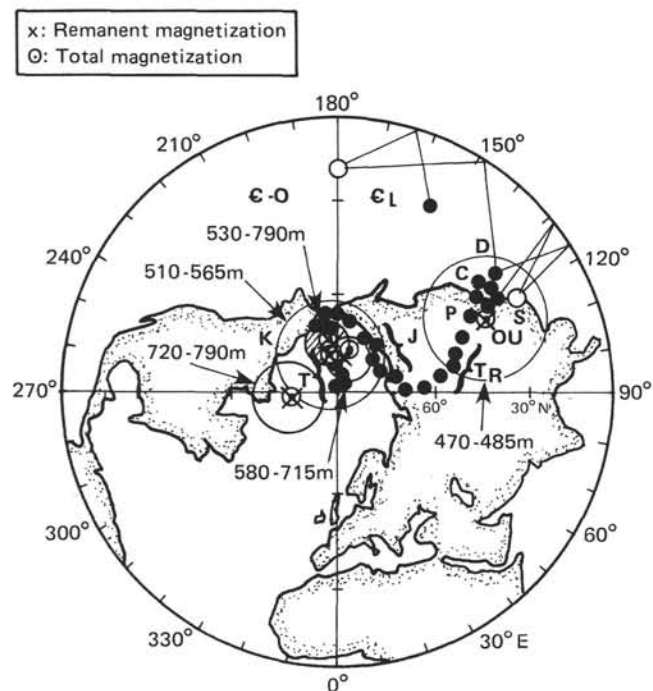 x: Remanent magnetization
ʘ: Total magnetization
180°
210°
150°
Є-O
ЄL
530-790m
D
240°
120°
510-565m
C
P
S
K
J
OU
720-790m
T
TR
270°
60°
30°N
90°
580-715m
470-485m
300°
60°
330°
30°E
0°